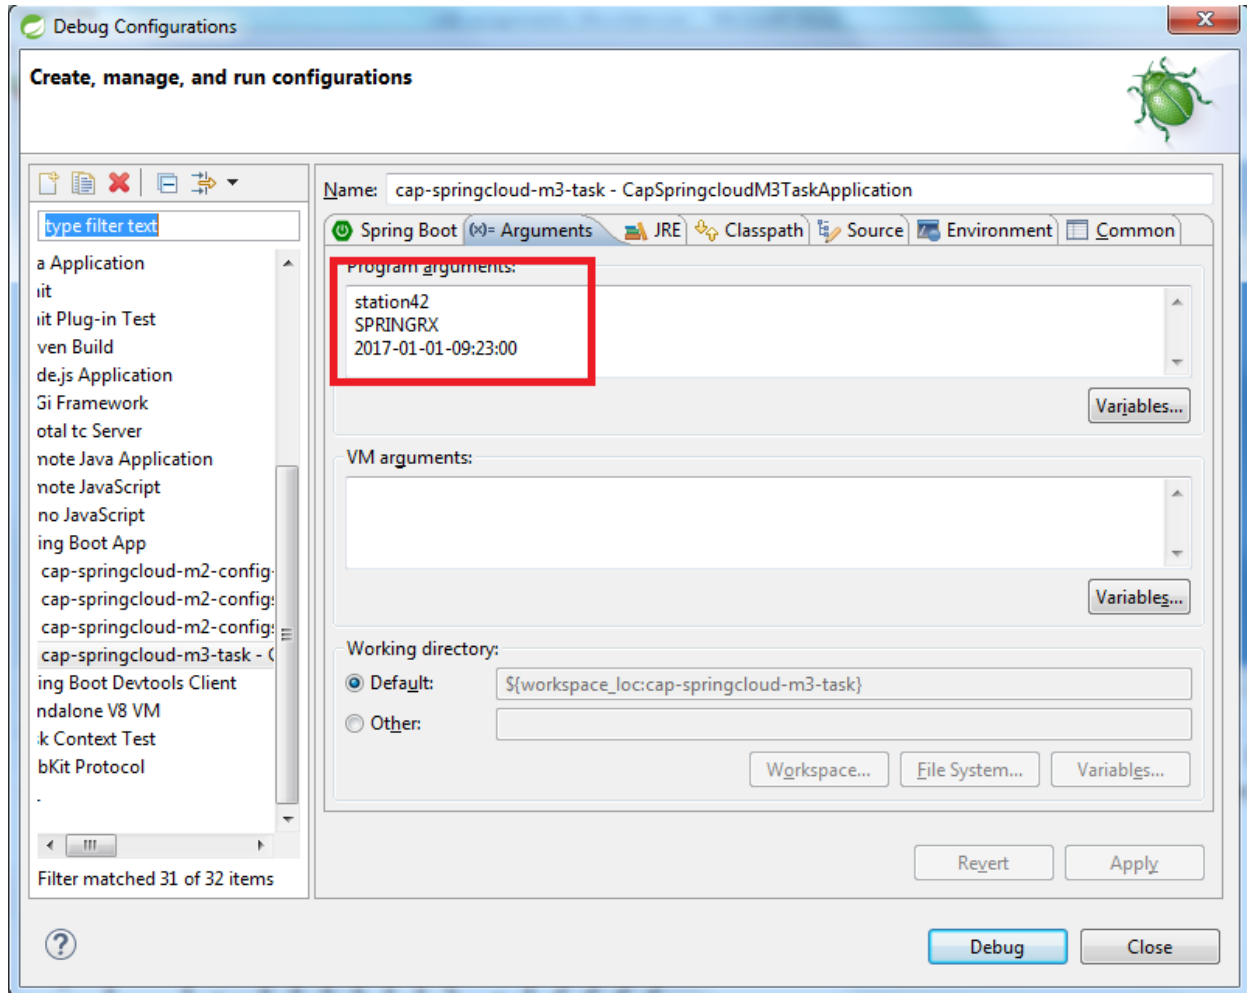 Debug Configurations
Create, manage, and run configurations
type filter text
a Application
it
it Plug-in Test
ven Build
de.js Application
Gi Framework
otal tc Server
note Java Application
note JavaScript
no JavaScript
ing Boot App
cap-springcloud-m2-config-
cap-springcloud-m2-configs
cap-springcloud-m2-configs
cap-springcloud-m3-task - C
ing Boot Devtools Client
ndalone V8 VM
k Context Test
bKit Protocol
Filter matched 31 of 32 items
Name: cap-springcloud-m3-task - CapSpringcloudM3TaskApplication
Spring Boot (x)= Arguments JRE Classpath Source Environment Common
Program arguments:
station42
SPRINGRX
2017-01-01-09:23:00
Variables...
VM arguments:
Variables...
Working directory:
Default: ${workspace_loc:cap-springcloud-m3-task}
Other:
Workspace... File System... Variables...
Revert Apply
Debug Close